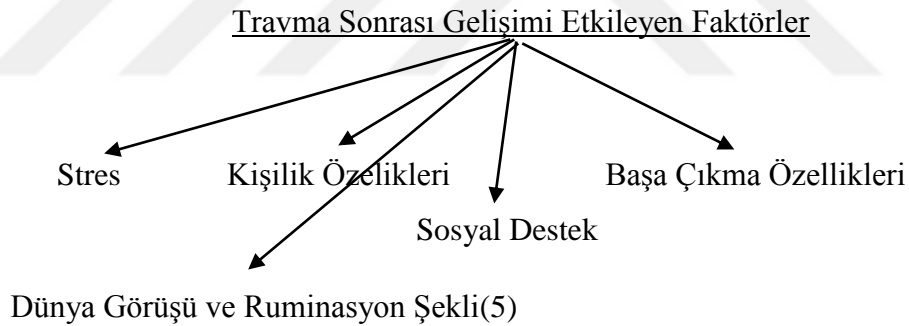 Travma Sonrası Gelişimi Etkileyen Faktörler
Stres Kişilik Özelikleri Başa Çıkma Özellikleri
Sosyal Destek
Dünya Görüşü ve Ruminasyon Şekli(5)